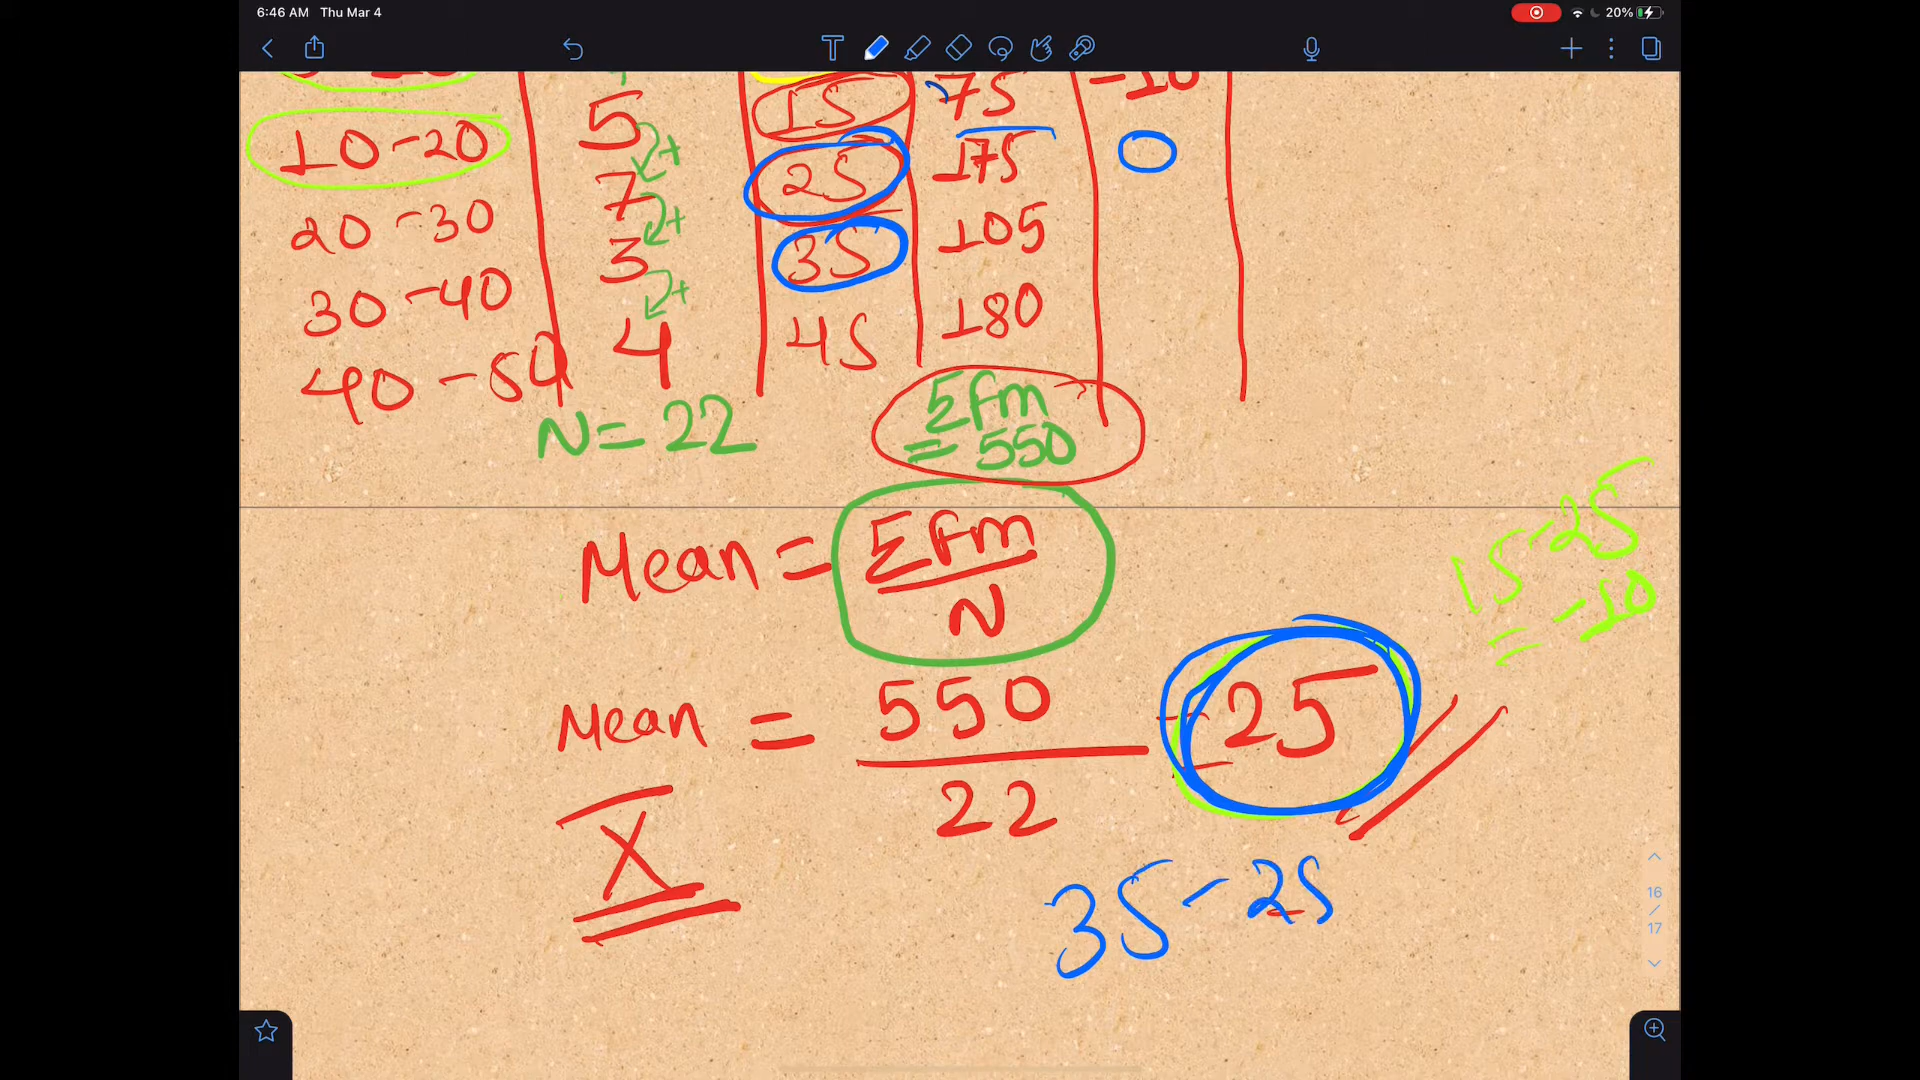 6:46 AM Thu Mar 4
20%
15 75 -10
10-20 5 25 175 0
20-30 7 35 105
30-40 3 45 180
40-50 4
N=22
Σfm
= 550
Mean = Σfm
N
15-25
= -10
Mean = 550
22
= 25
X
35-25
16
/
17